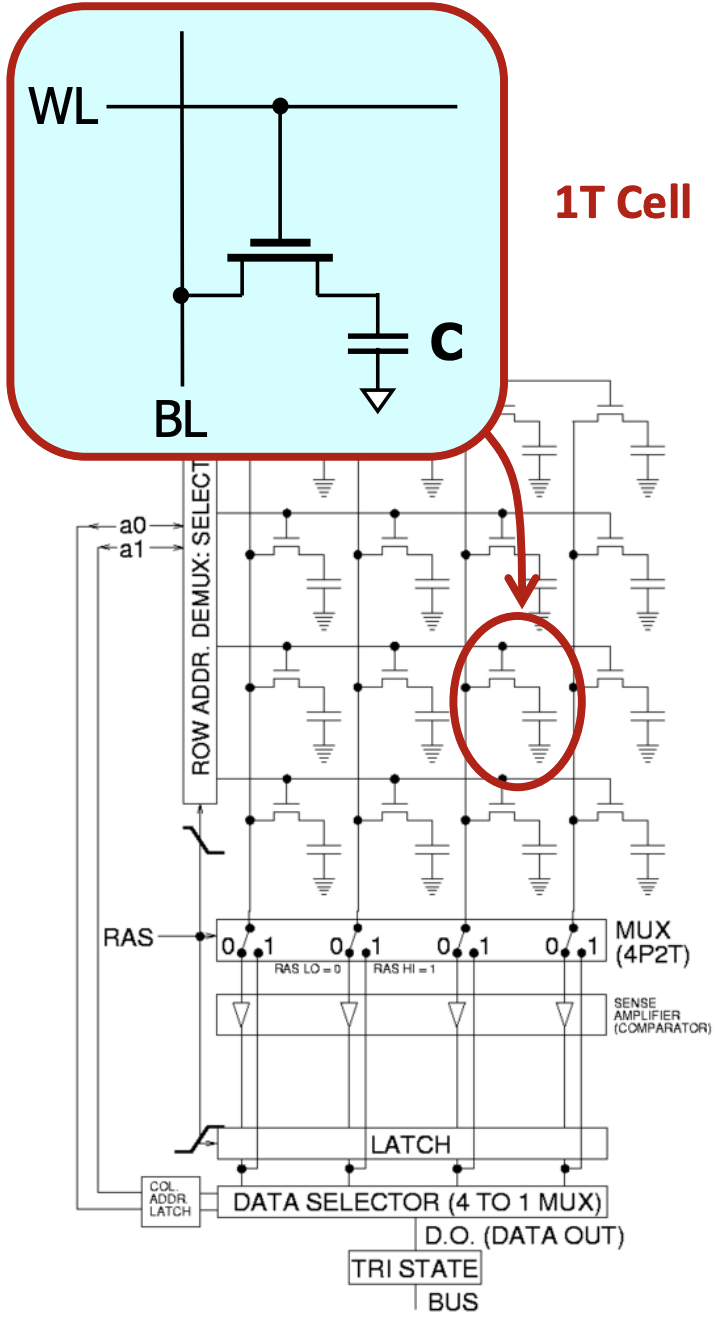 WL
1T Cell
C
BL
a0
a1
ROW ADDR. DEMUX: SELECT
RAS
0 1 0 1 0 1 0 1
MUX
(4P2T)
RAS LO = 0 RAS HI = 1
SENSE
AMPLIFIER
(COMPARATOR)
LATCH
COL.
ADDR.
LATCH
DATA SELECTOR (4 TO 1 MUX)
D.O. (DATA OUT)
TRI STATE
BUS